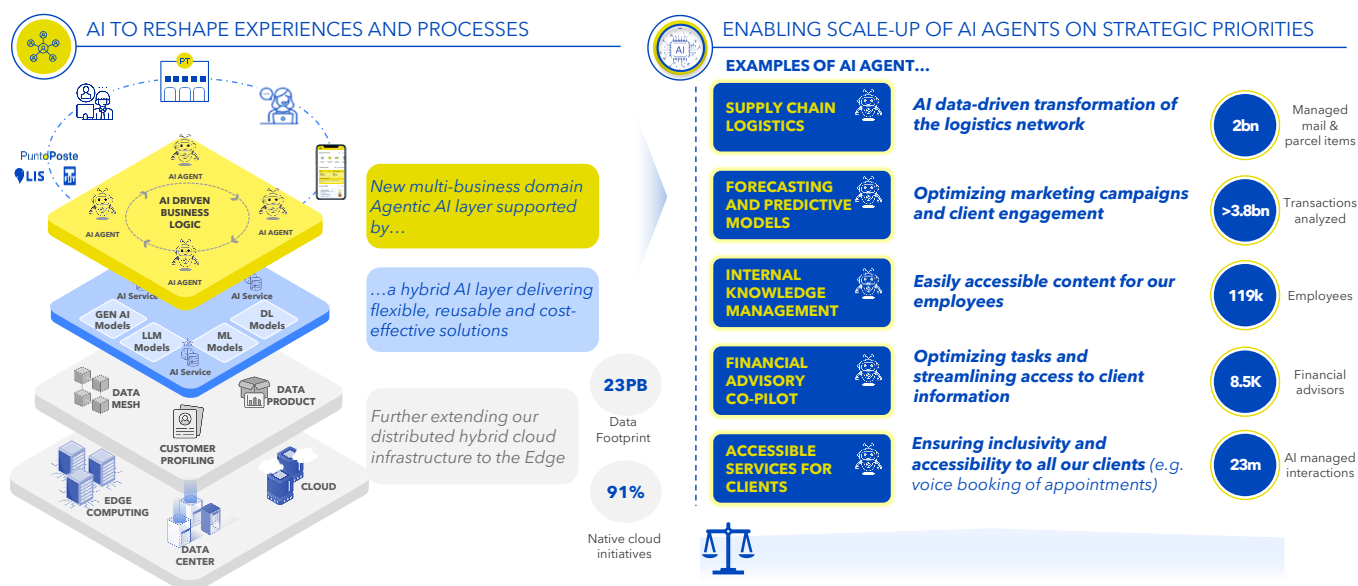 AI TO RESHAPE EXPERIENCES AND PROCESSES
PT
PuntoPoste
LIS
AI AGENT
AI AGENT
AI DRIVEN
BUSINESS
LOGIC
AI AGENT
AI AGENT
New multi-business domain
Agentic AI layer supported
by…
AI Service
AI Service
GEN AI
Models
DL
Models
LLM
Models
ML
Models
AI Service
…a hybrid AI layer delivering
flexible, reusable and cost-
effective solutions
DATA
MESH
DATA
PRODUCT
CUSTOMER
PROFILING
EDGE
COMPUTING
CLOUD
DATA
CENTER
Further extending our
distributed hybrid cloud
infrastructure to the Edge
23PB
Data
Footprint
91%
Native cloud
initiatives
AI
ENABLING SCALE-UP OF AI AGENTS ON STRATEGIC PRIORITIES
EXAMPLES OF AI AGENT…
SUPPLY CHAIN
LOGISTICS
AI data-driven transformation of
the logistics network
2bn
Managed
mail &
parcel items
FORECASTING
AND PREDICTIVE
MODELS
Optimizing marketing campaigns
and client engagement
>3.8bn
Transactions
analyzed
INTERNAL
KNOWLEDGE
MANAGEMENT
Easily accessible content for our
employees
119k
Employees
FINANCIAL
ADVISORY
CO-PILOT
Optimizing tasks and
streamlining access to client
information
8.5K
Financial
advisors
ACCESSIBLE
SERVICES FOR
CLIENTS
Ensuring inclusivity and
accessibility to all our clients (e.g.
voice booking of appointments)
23m
AI managed
interactions